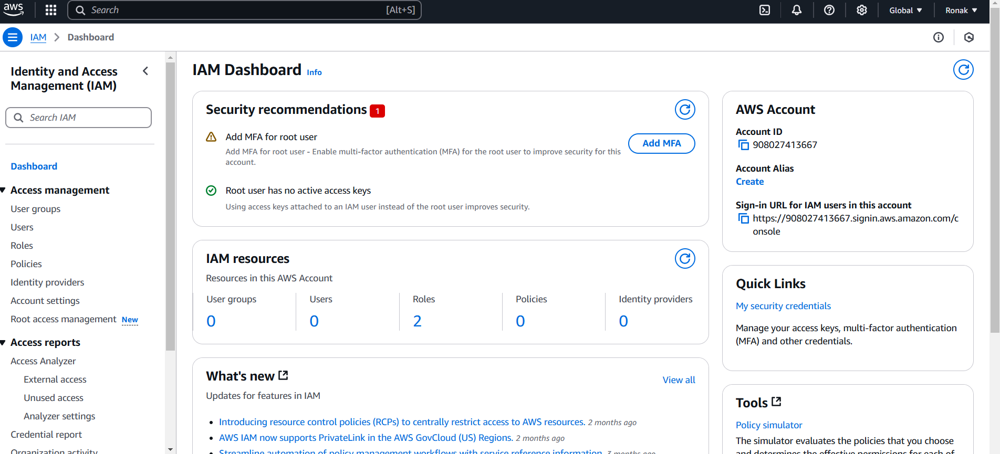 aws
Search
[Alt+S]
Global
Ronak
IAM
Dashboard
Identity and Access
Management (IAM)
Search IAM
Dashboard
Access management
User groups
Users
Roles
Policies
Identity providers
Account settings
Root access management New
Access reports
Access Analyzer
External access
Unused access
Analyzer settings
Credential report
Organization activity
IAM Dashboard Info
Security recommendations 1
Add MFA for root user
Add MFA for root user - Enable multi-factor authentication (MFA) for the root user to improve security for this
account.
Add MFA
Root user has no active access keys
Using access keys attached to an IAM user instead of the root user improves security.
IAM resources
Resources in this AWS Account
User groups
0
Users
0
Roles
2
Policies
0
Identity providers
0
What's new
View all
Updates for features in IAM
Introducing resource control policies (RCPs) to centrally restrict access to AWS resources. 2 months ago
AWS IAM now supports PrivateLink in the AWS GovCloud (US) Regions. 2 months ago
Streamline automation of policy management workflows with service reference information. 3 months ago
AWS Account
Account ID
908027413667
Account Alias
Create
Sign-in URL for IAM users in this account
https://908027413667.signin.aws.amazon.com/c
onsole
Quick Links
My security credentials
Manage your access keys, multi-factor authentication
(MFA) and other credentials.
Tools
Policy simulator
The simulator evaluates the policies that you choose
and determines the effective permissions for each of